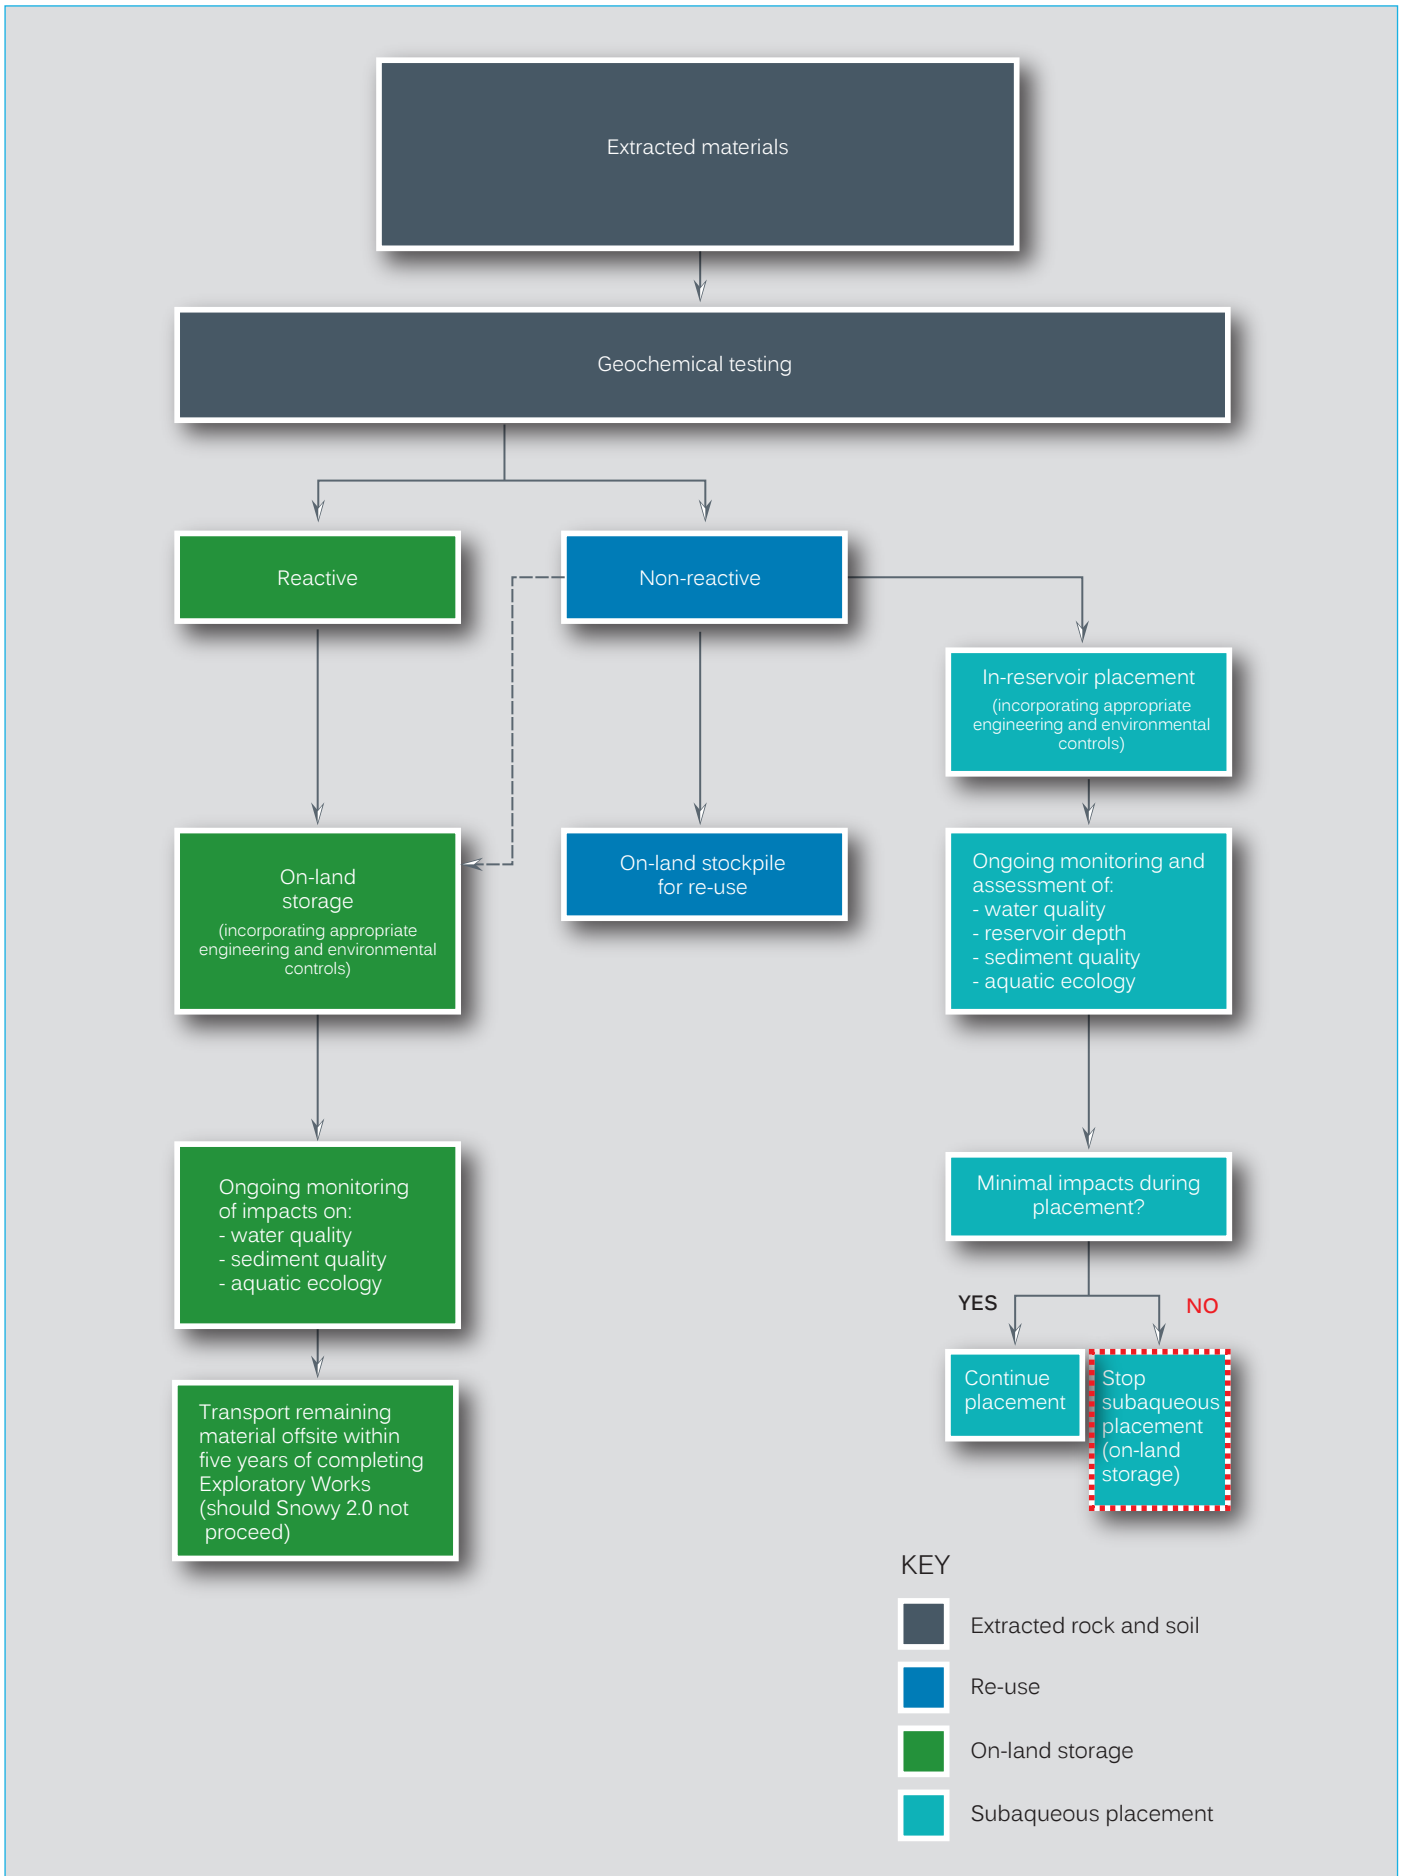 Extracted materials
Geochemical testing
Reactive
Non-reactive
In-reservoir placement
(incorporating appropriate
engineering and environmental
controls)
On-land
storage
(incorporating appropriate
engineering and environmental
controls)
On-land stockpile
for re-use
Ongoing monitoring and
assessment of:
- water quality
- reservoir depth
- sediment quality
- aquatic ecology
Ongoing monitoring
of impacts on:
- water quality
- sediment quality
- aquatic ecology
Minimal impacts during
placement?
YES
NO
Continue
placement
Stop
subaqueous
placement
(on-land
storage)
Transport remaining
material offsite within
five years of completing
Exploratory Works
(should Snowy 2.0 not
proceed)
KEY
Extracted rock and soil
Re-use
On-land storage
Subaqueous placement